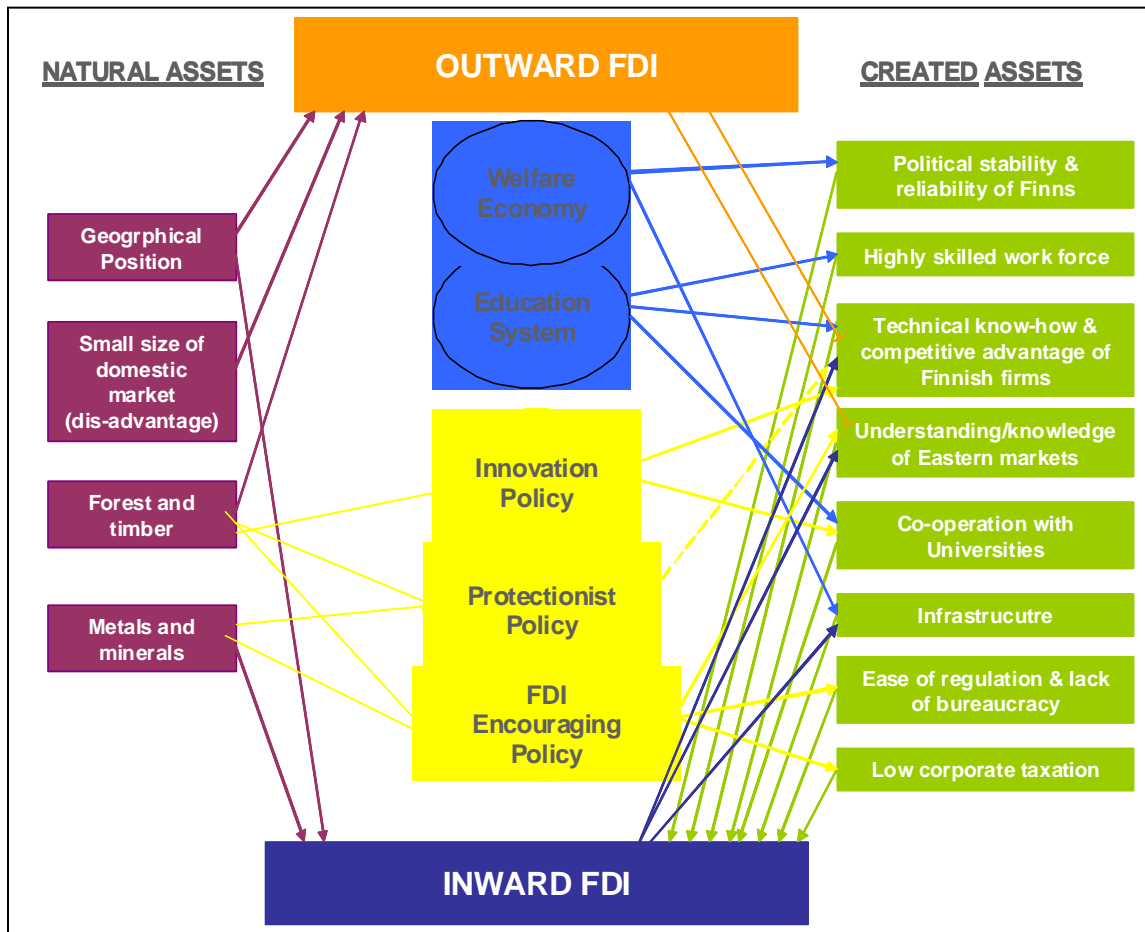 OUTWARD FDI
NATURAL ASSETS
CREATED ASSETS
Geogrphical
Position
Small size of
domestic
market
(dis-advantage)
Forest and
timber
Metals and
minerals
Welfare
Economy
Education
System
Innovation
Policy
Protectionist
Policy
FDI
Encouraging
Policy
Political stability &
reliability of Finns
Highly skilled work force
Technical know-how &
competitive advantage of
Finnish firms
Understanding/knowledge
of Eastern markets
Co-operation with
Universities
Infrastrucutre
Ease of regulation & lack
of bureaucracy
Low corporate taxation
INWARD FDI